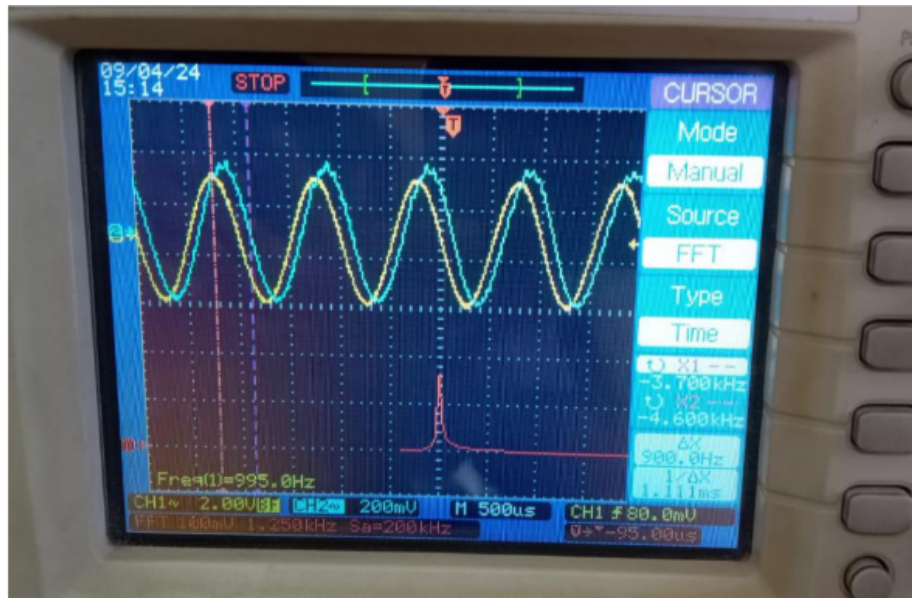 09/04/24
15:14
STOP
T
T
CURSOR
Mode
Manual
Source
FFT
Type
Time
X1 --
-3.700kHz
X2 --
-4.600kHz
ΔX
900.0Hz
1/ΔX
1.111ms
2
M
Freq(1)=995.0Hz
CH1~ 2.00V BF CH2~ 200mV M 500us CH1 80.0mV
FFT 100mV 1.250kHz Sa=200kHz -95.00us